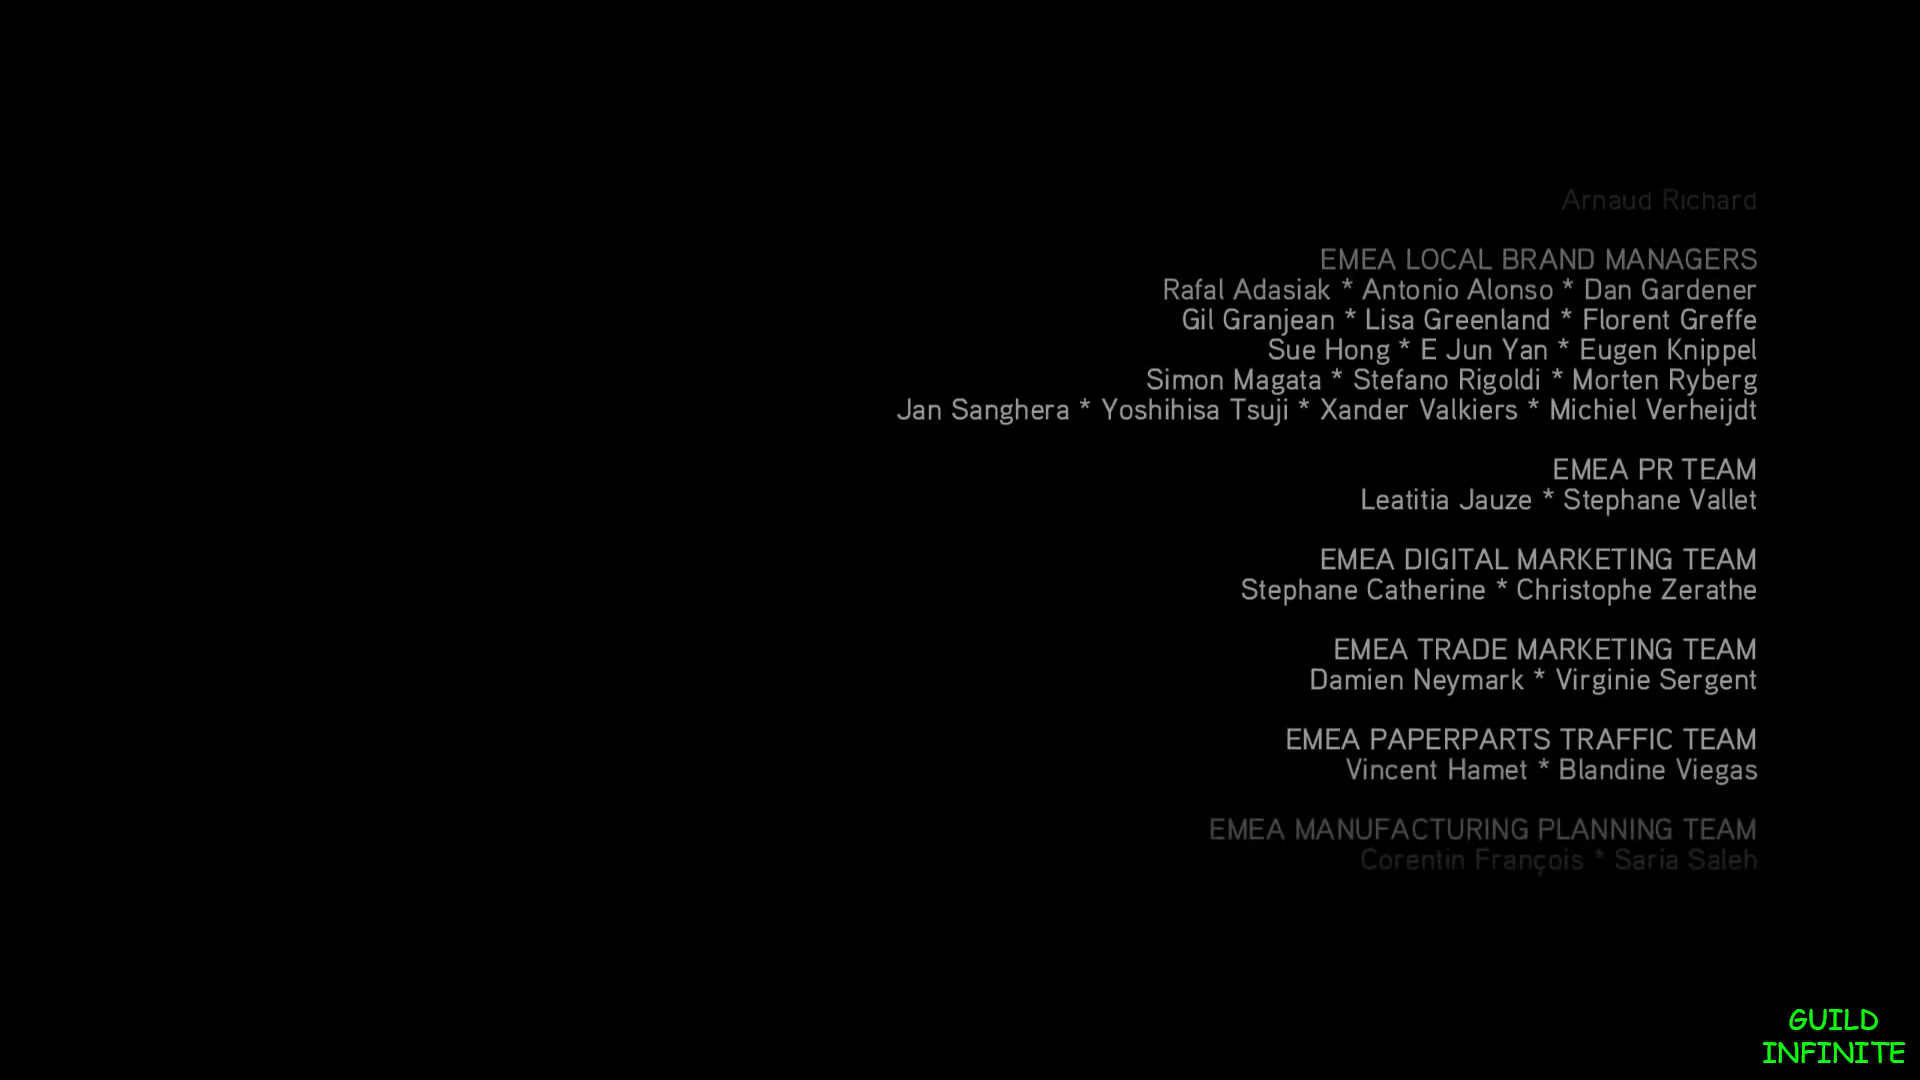 Arnaud Richard
EMEA LOCAL BRAND MANAGERS
Rafal Adasiak * Antonio Alonso * Dan Gardener
Gil Granjean * Lisa Greenland * Florent Greffe
Sue Hong * E Jun Yan * Eugen Knippel
Simon Magata * Stefano Rigoldi * Morten Ryberg
Jan Sanghera * Yoshihisa Tsuji * Xander Valkiers * Michiel Verheijdt
EMEA PR TEAM
Leatitia Jauze * Stephane Vallet
EMEA DIGITAL MARKETING TEAM
Stephane Catherine * Christophe Zerathe
EMEA TRADE MARKETING TEAM
Damien Neymark * Virginie Sergent
EMEA PAPERPARTS TRAFFIC TEAM
Vincent Hamet * Blandine Viegas
EMEA MANUFACTURING PLANNING TEAM
Corentin François * Saria Saleh
GUILD
INFINITE